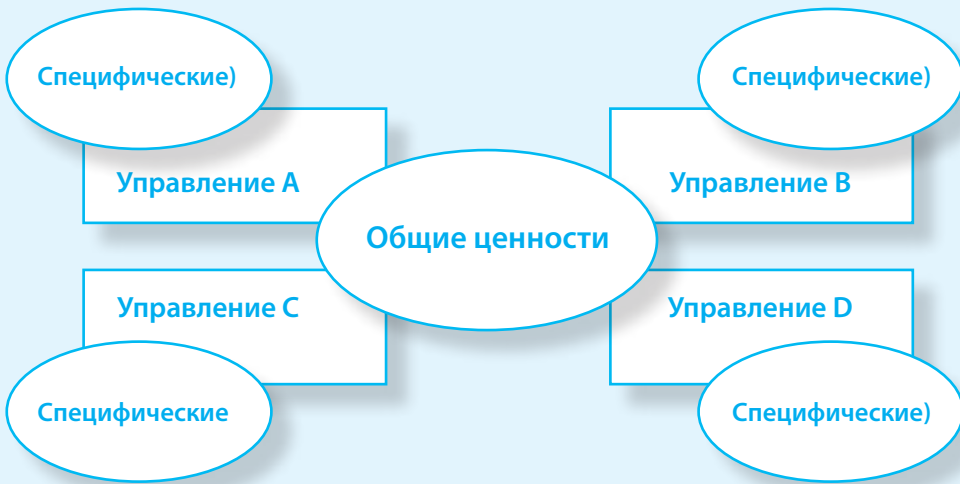 Специфические)
Специфические)
Управление A
Управление B
Общие ценности
Управление C
Управление D
Специфические
Специфические)